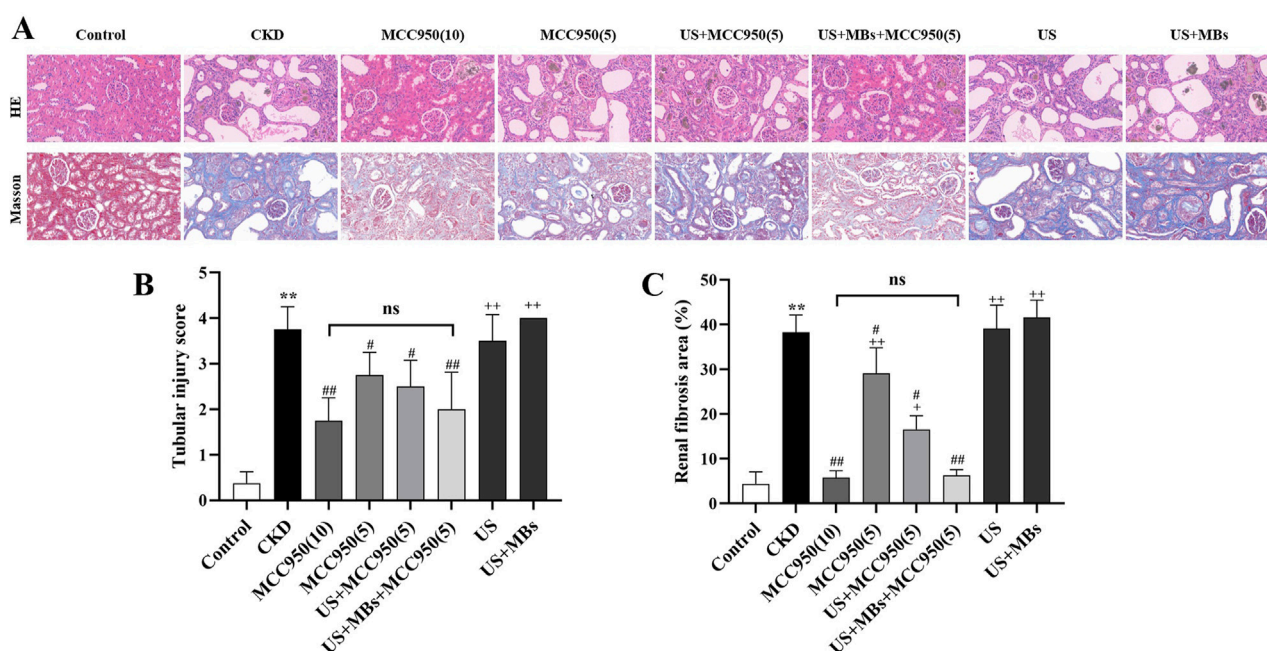 A
Control CKD MCC950(10) MCC950(5) US+MCC950(5) US+MBs+MCC950(5) US US+MBs
HE
Masson
B
Tubular injury score
5
4
3
2
1
0
**
##
#
#
##
++
++
ns
Control
CKD
MCC950(10)
MCC950(5)
US+MCC950(5)
US+MBs+MCC950(5)
US
US+MBs
C
Renal fibrosis area (%)
50
40
30
20
10
0
**
##
#
++
#
+
##
++
++
ns
Control
CKD
MCC950(10)
MCC950(5)
US+MCC950(5)
US+MBs+MCC950(5)
US
US+MBs